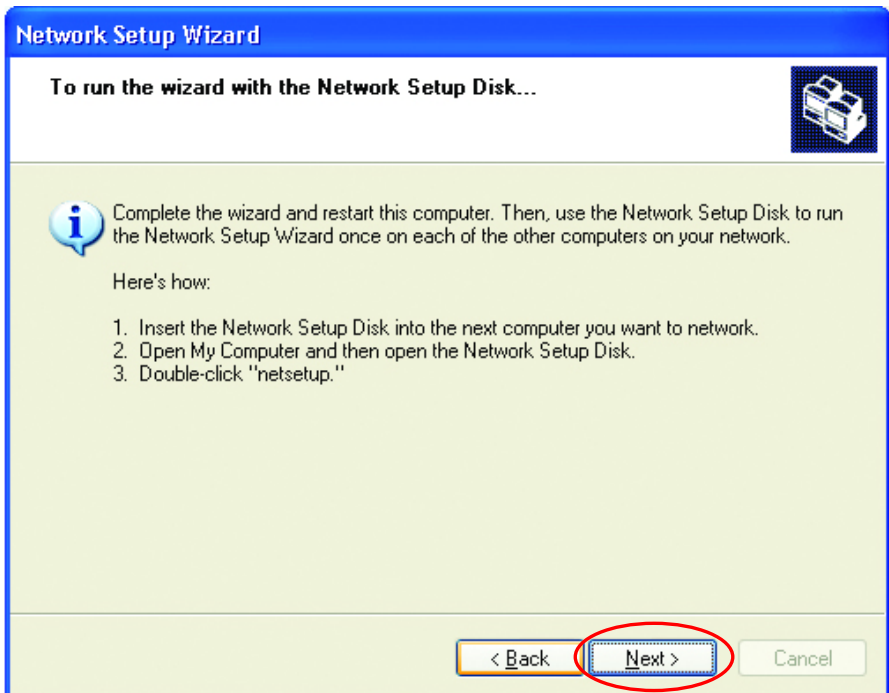 Network Setup Wizard
To run the wizard with the Network Setup Disk...
Complete the wizard and restart this computer. Then, use the Network Setup Disk to run
the Network Setup Wizard once on each of the other computers on your network.
Here's how:
1. Insert the Network Setup Disk into the next computer you want to network.
2. Open My Computer and then open the Network Setup Disk.
3. Double-click "netsetup."
< Back Next > Cancel